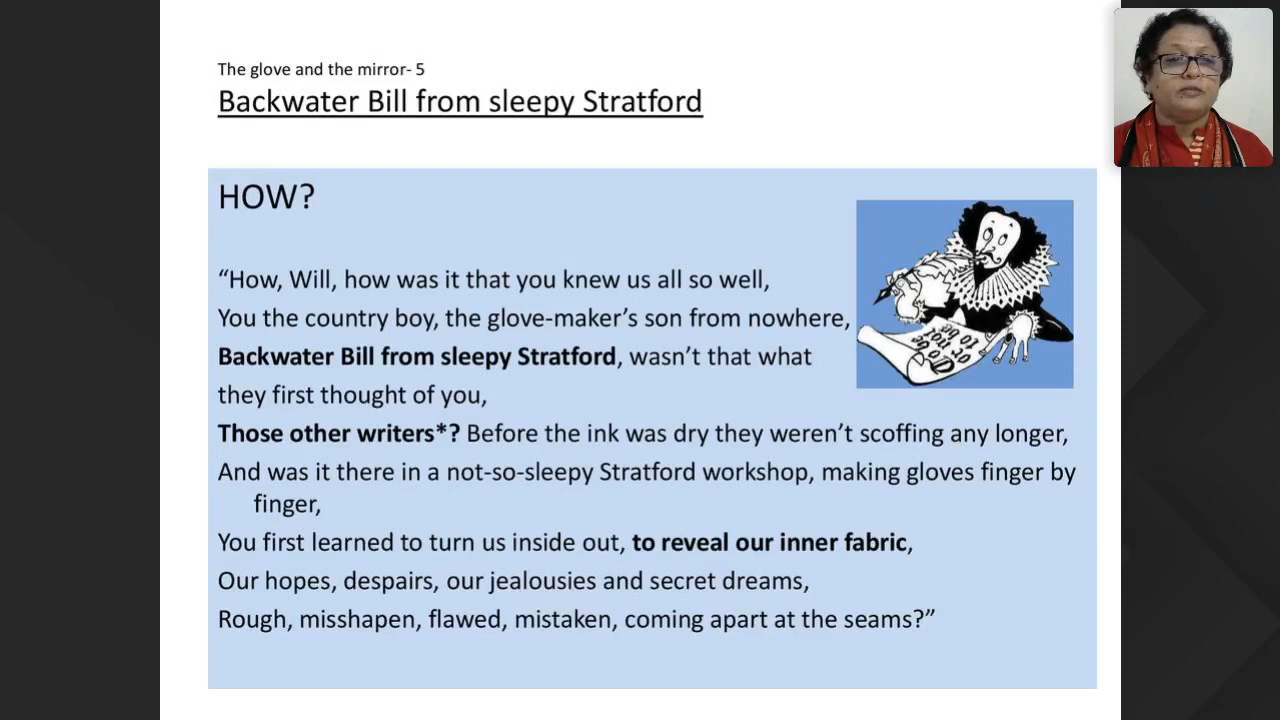 The glove and the mirror- 5
Backwater Bill from sleepy Stratford
HOW?
“How, Will, how was it that you knew us all so well,
You the country boy, the glove-maker’s son from nowhere,
Backwater Bill from sleepy Stratford, wasn’t that what
they first thought of you,
Those other writers*? Before the ink was dry they weren’t scoffing any longer,
And was it there in a not-so-sleepy Stratford workshop, making gloves finger by
finger,
You first learned to turn us inside out, to reveal our inner fabric,
Our hopes, despairs, our jealousies and secret dreams,
Rough, misshapen, flawed, mistaken, coming apart at the seams?”